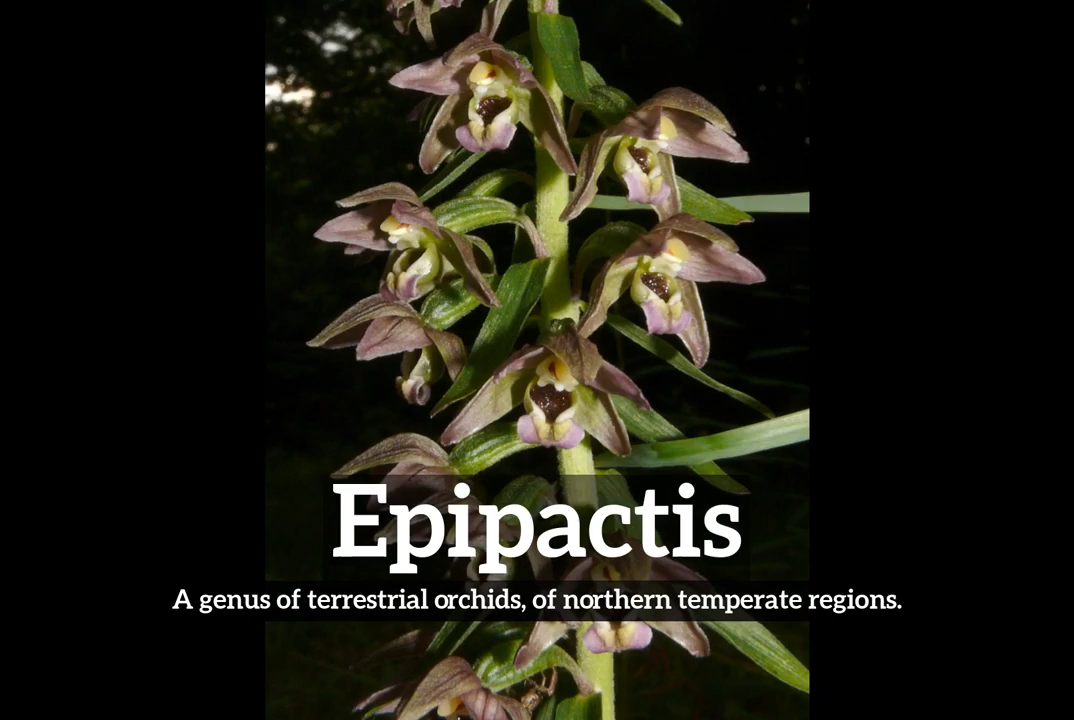 Epipactis
A genus of terrestrial orchids, of northern temperate regions.